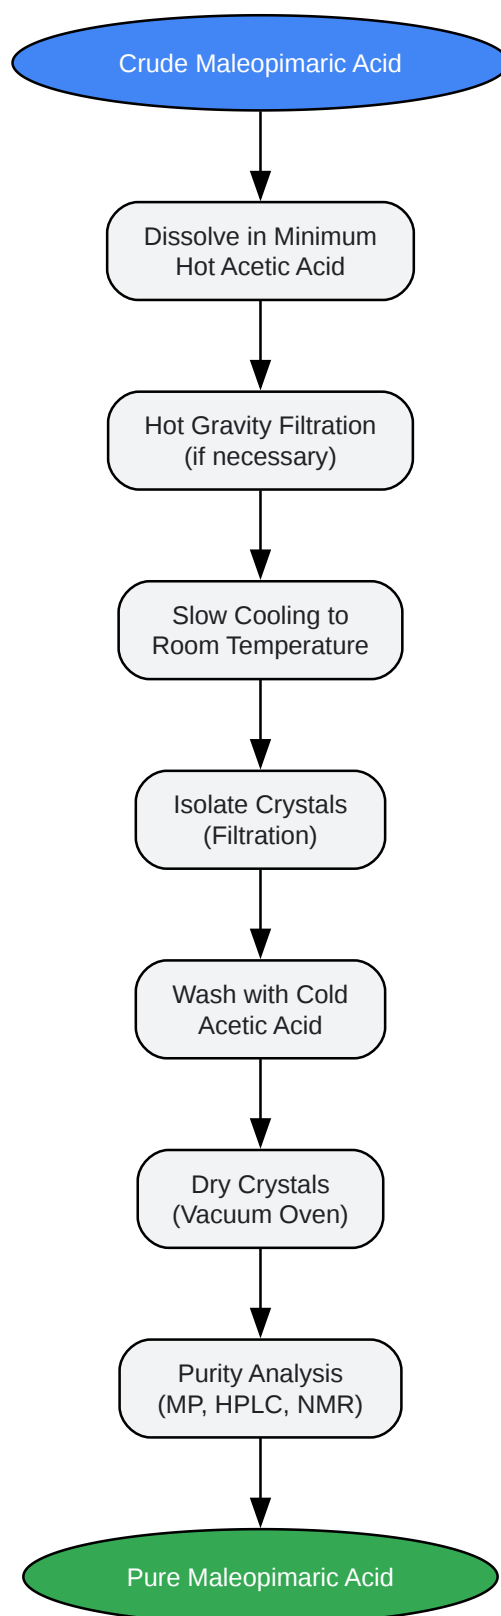 Crude Maleopimaric Acid
Dissolve in Minimum
Hot Acetic Acid
Hot Gravity Filtration
(if necessary)
Slow Cooling to
Room Temperature
Isolate Crystals
(Filtration)
Wash with Cold
Acetic Acid
Dry Crystals
(Vacuum Oven)
Purity Analysis
(MP, HPLC, NMR)
Pure Maleopimaric Acid